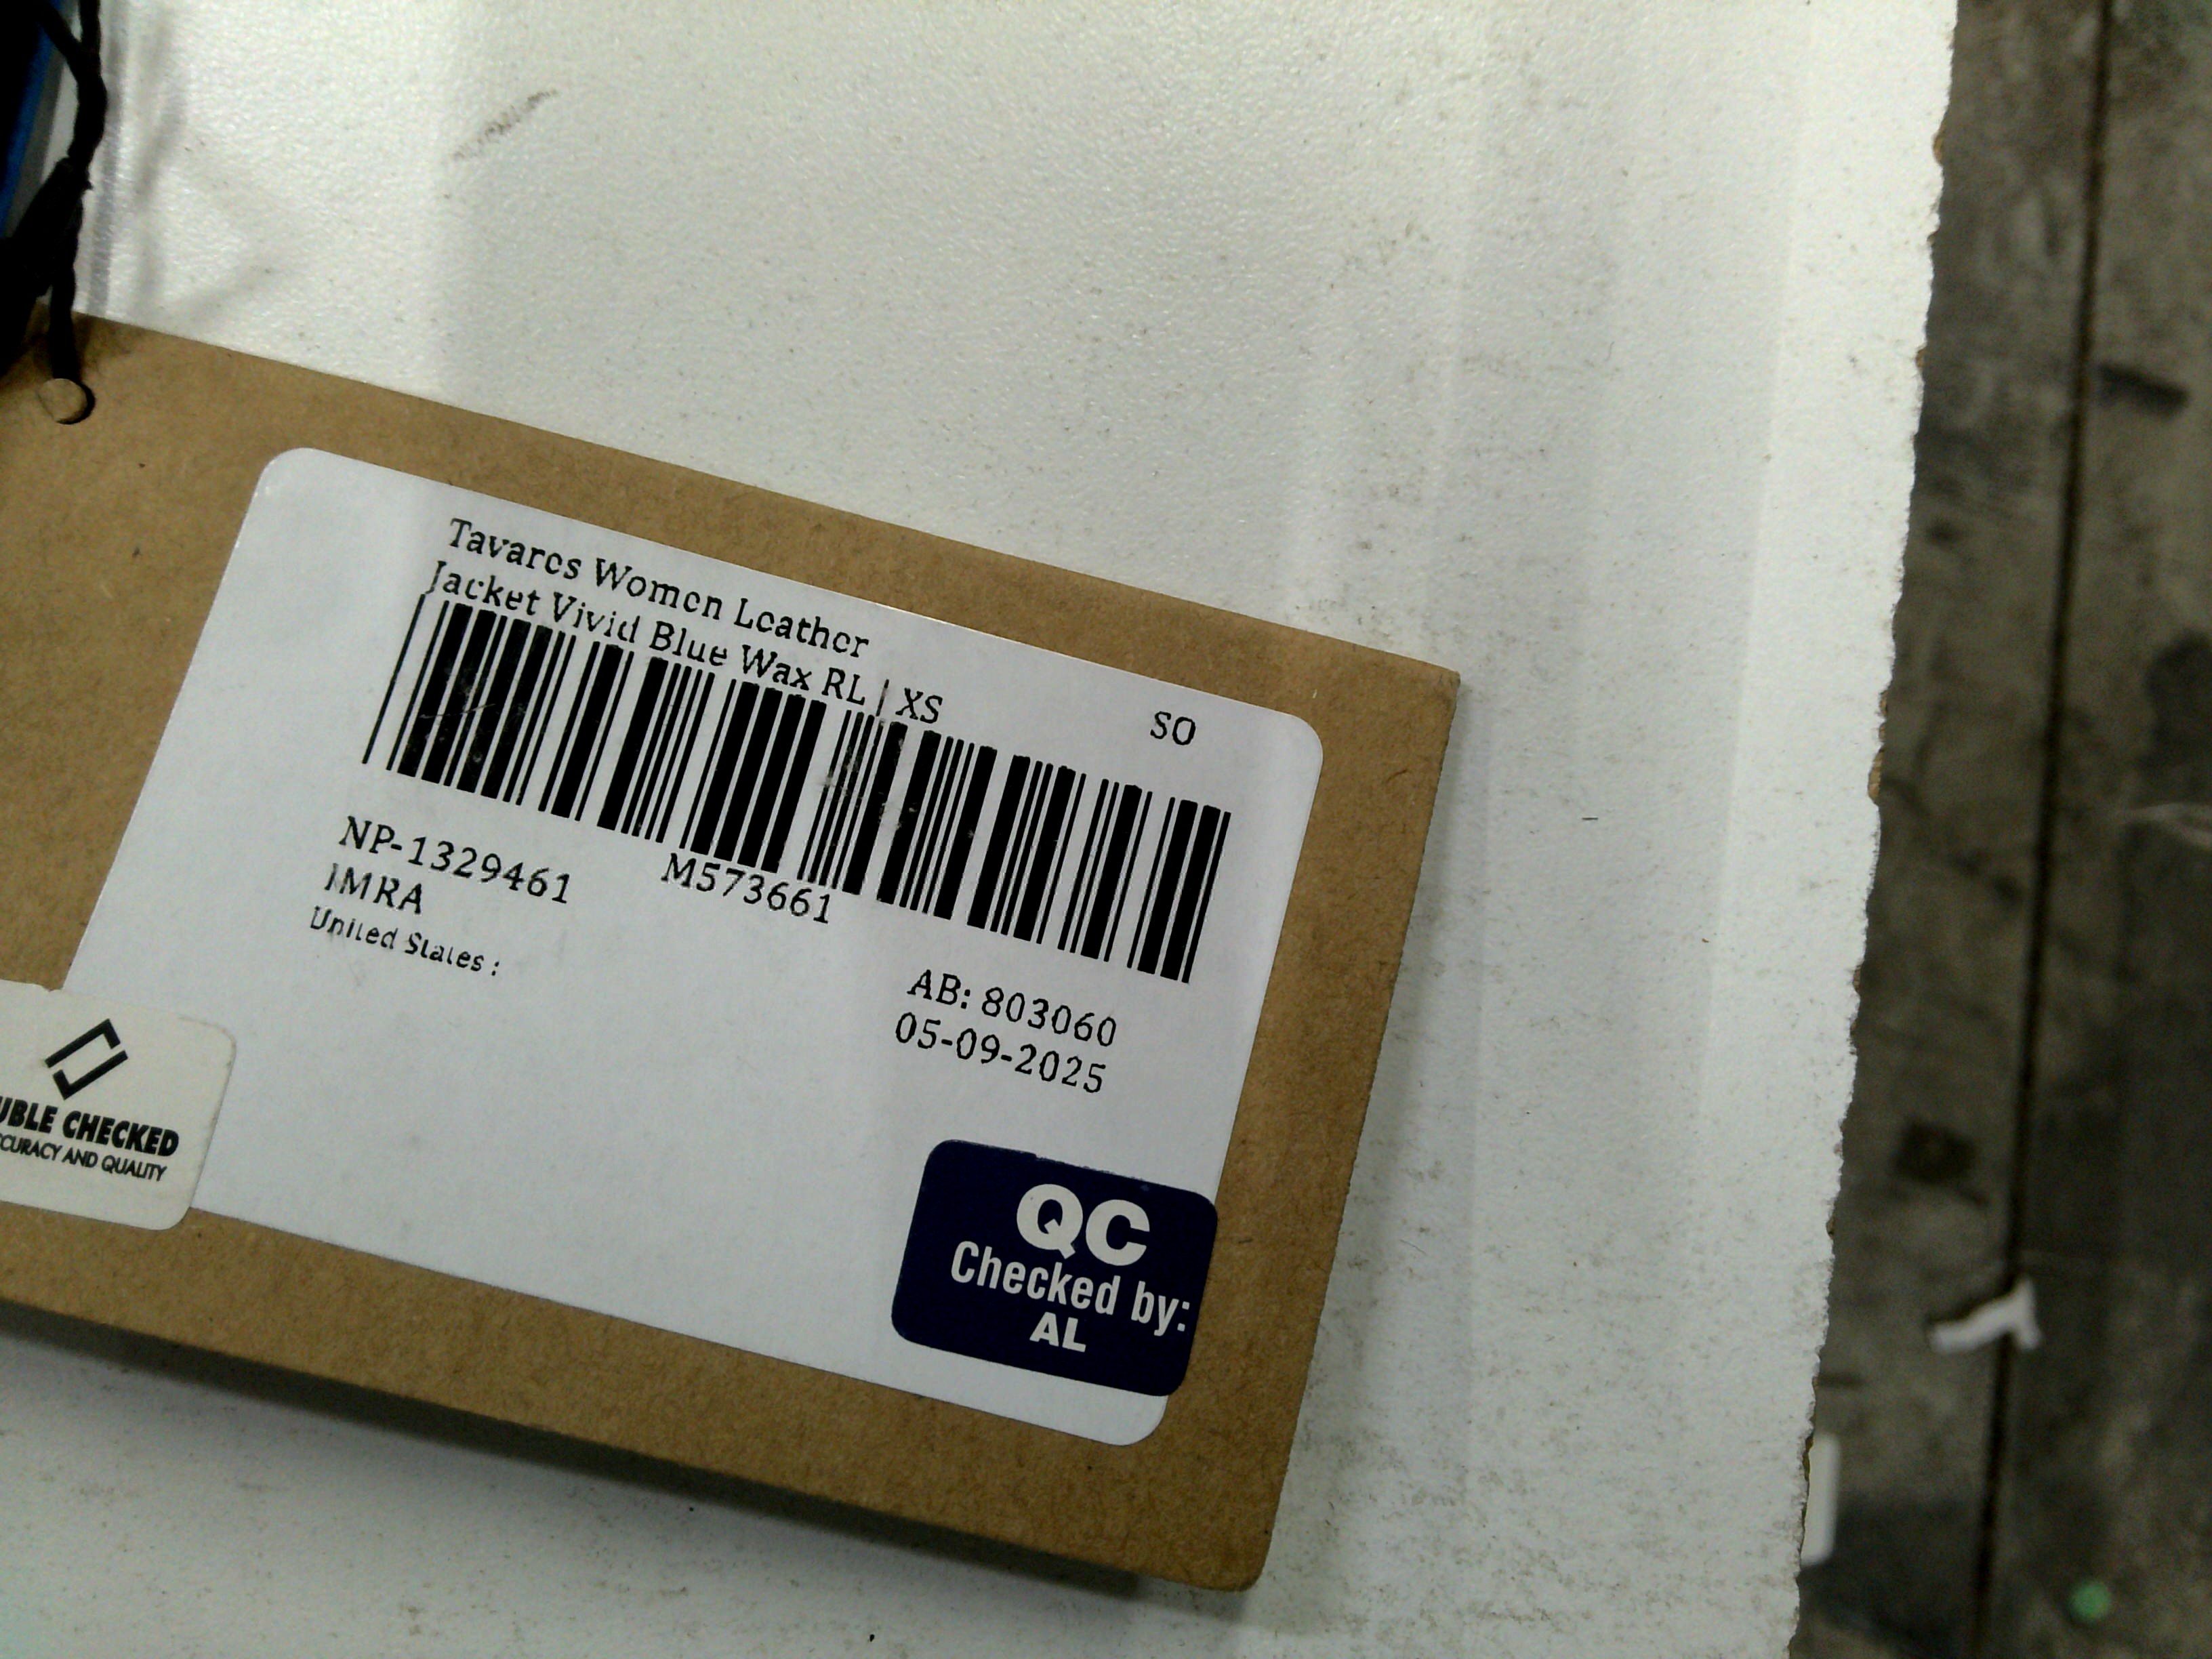 Tavares Women Leather
Jacket Vivid Blue Wax RL | XS
SO
NP-1329461
M573661
IMRA
United States :
AB: 803060
05-09-2025
UBLE CHECKED
CCURACY AND QUALITY
QC
Checked by:
AL